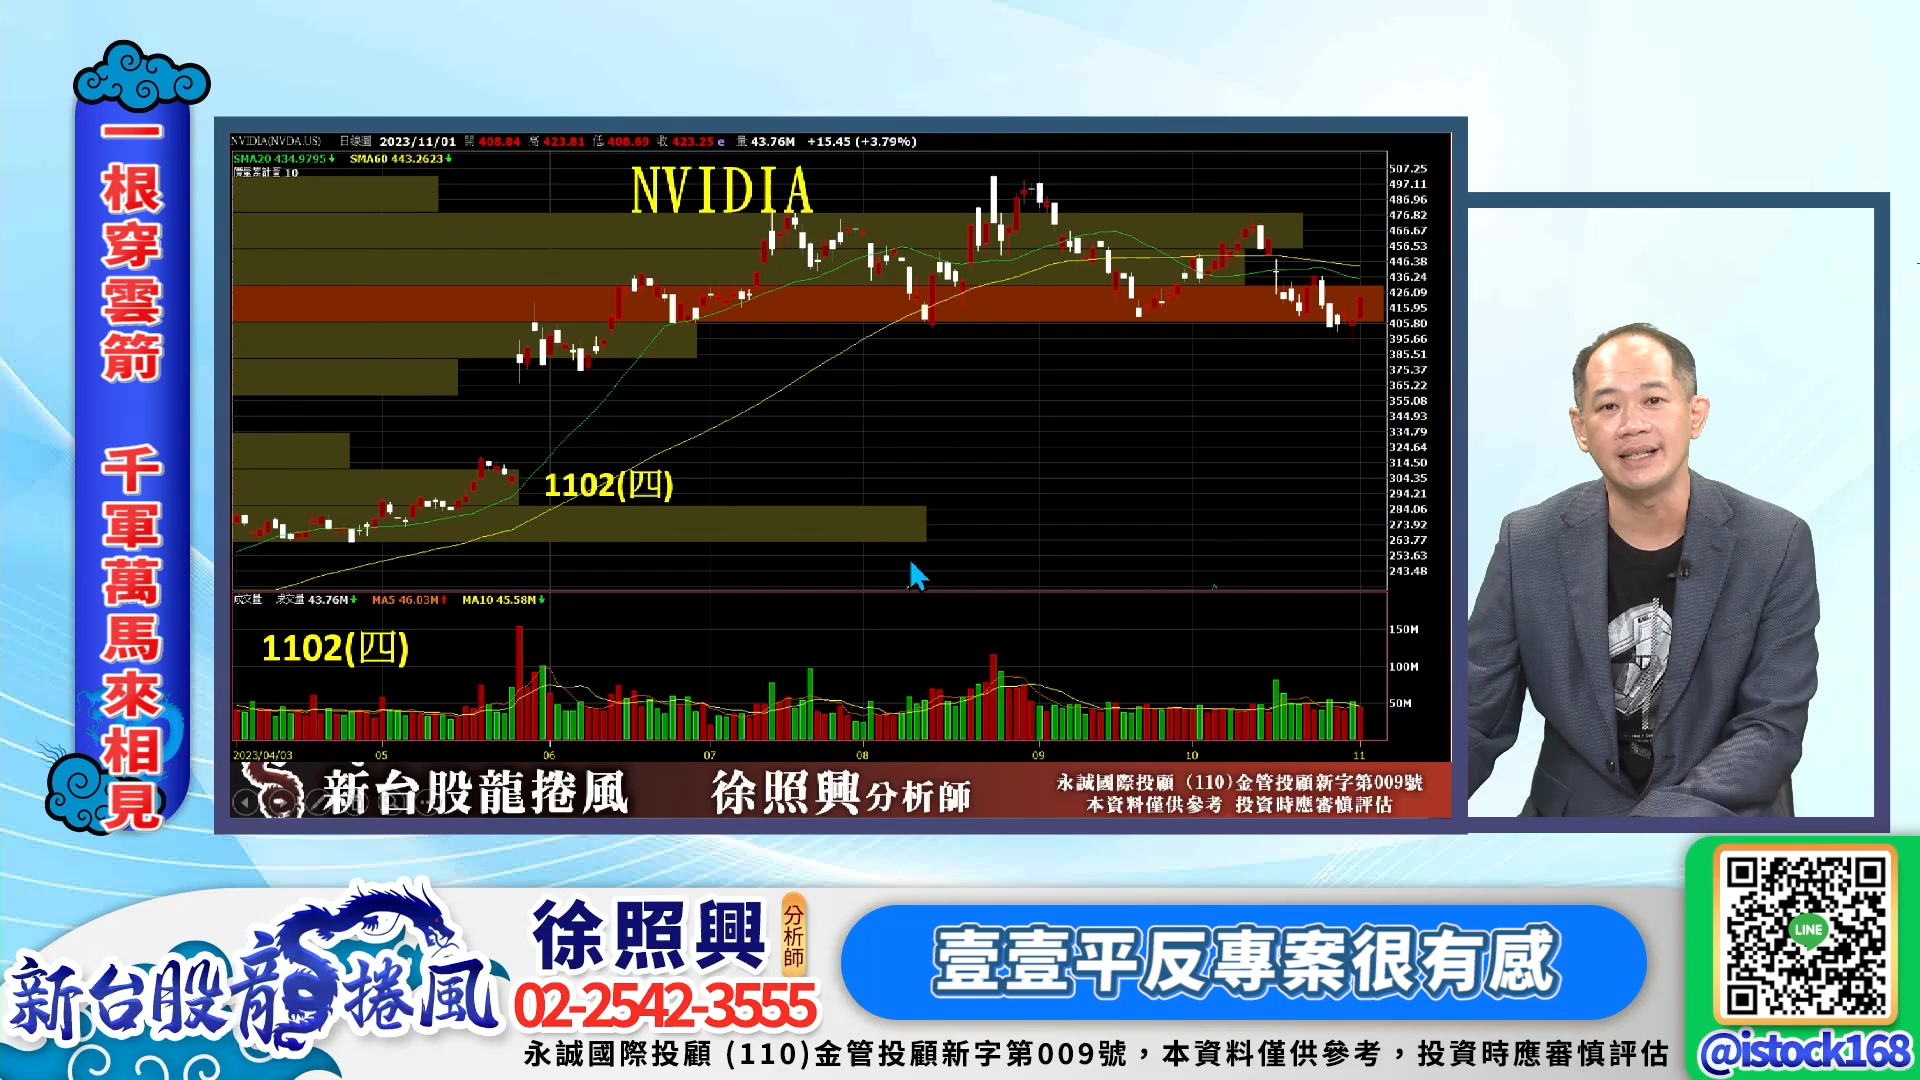 一根穿雲箭 千軍萬馬來相見
NVIDIA(NVDA.US) 日線圖 2023/11/01 開 408.84 高 423.81 低 408.69 收 423.25 e 量 43.76M +15.45 (+3.79%)
SMA20 434.9795↓ SMA60 443.2623↓
10
NVIDIA
507.25
497.11
486.96
476.82
466.67
456.53
446.38
436.24
426.09
415.95
405.80
395.66
385.51
375.37
365.22
355.08
344.93
334.79
324.64
314.50
304.35
294.21
284.06
273.92
263.77
253.63
243.48
1102(四)
成交量 成交量 43.76M↓ MA5 46.03M↑ MA10 45.58M↓
1102(四)
150M
100M
50M
2023/04/03 05 06 07 08 09 10 11
新台股龍捲風 徐照興分析師
永誠國際投顧 (110)金管投顧新字第009號
本資料僅供參考 投資時應審慎評估
新台股龍捲風
徐照興 分析師
02-2542-3555
壹壹平反專案很有感
LINE
永誠國際投顧 (110)金管投顧新字第009號,本資料僅供參考,投資時應審慎評估
@istock168